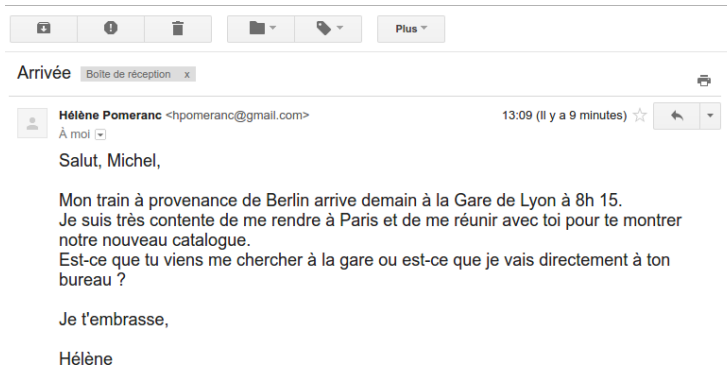 Plus
Arrivée Boîte de réception x
Hélène Pomeranc <hpomeranc@gmail.com> 13:09 (Il y a 9 minutes)
À moi
Salut, Michel,
Mon train à provenance de Berlin arrive demain à la Gare de Lyon à 8h 15.
Je suis très contente de me rendre à Paris et de me réunir avec toi pour te montrer
notre nouveau catalogue.
Est-ce que tu viens me chercher à la gare ou est-ce que je vais directement à ton
bureau ?
Je t'embrasse,
Hélène